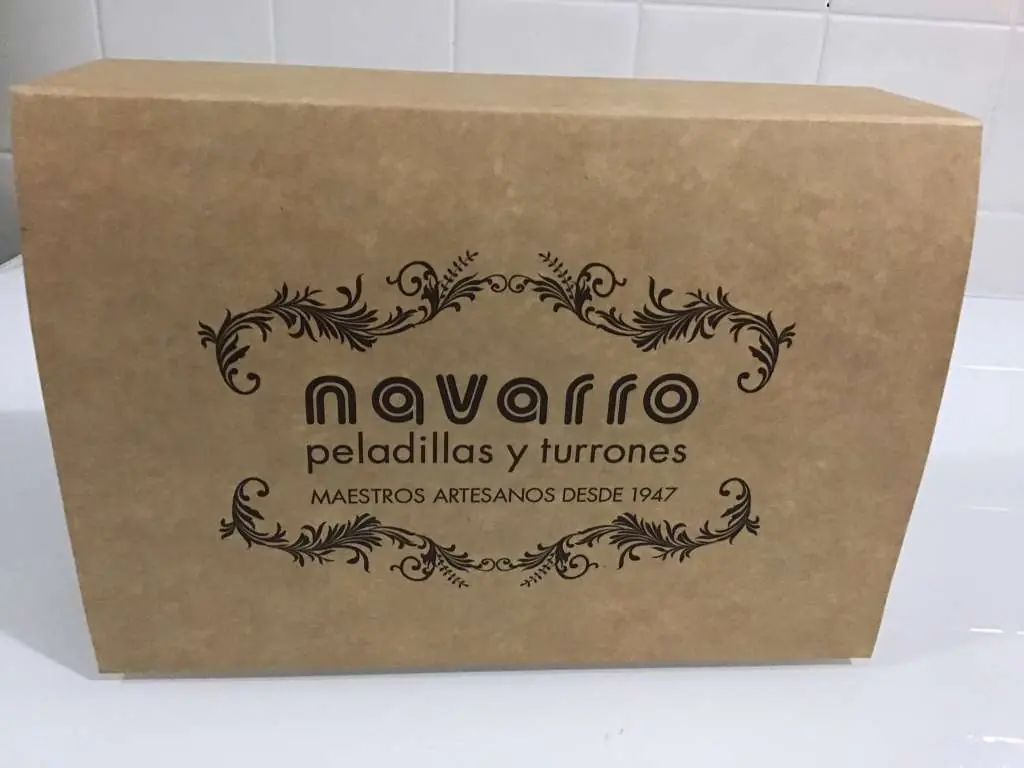 navarro
peladillas y turrones
MAESTROS ARTESANOS DESDE 1947